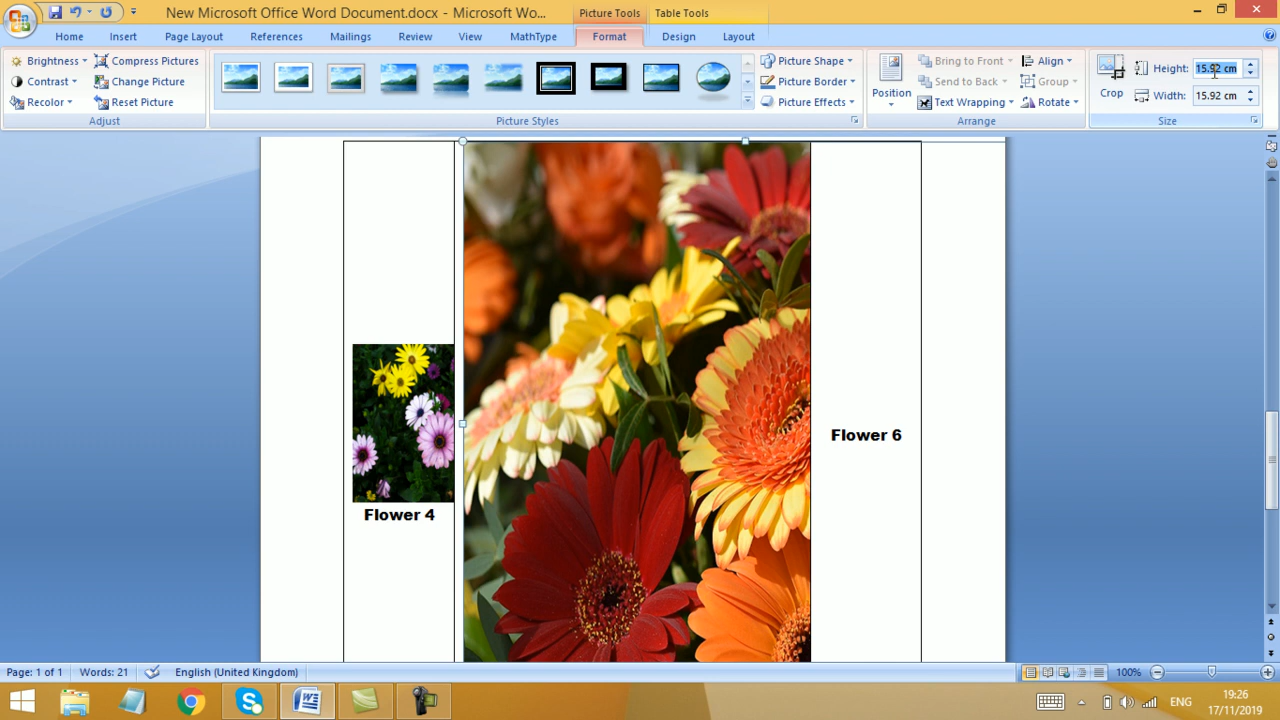 New Microsoft Office Word Document.docx - Microsoft Wo...
Picture Tools
Table Tools
Home
Insert
Page Layout
References
Mailings
Review
View
MathType
Format
Design
Layout
Brightness
Contrast
Recolor
Compress Pictures
Change Picture
Reset Picture
Adjust
Picture Styles
Picture Shape
Picture Border
Picture Effects
Position
Bring to Front
Send to Back
Text Wrapping
Align
Group
Rotate
Arrange
Crop
Height: 15.92 cm
Width: 15.92 cm
Size
Flower 6
Flower 4
Page: 1 of 1
Words: 21
English (United Kingdom)
100%
ENG
19:26
17/11/2019